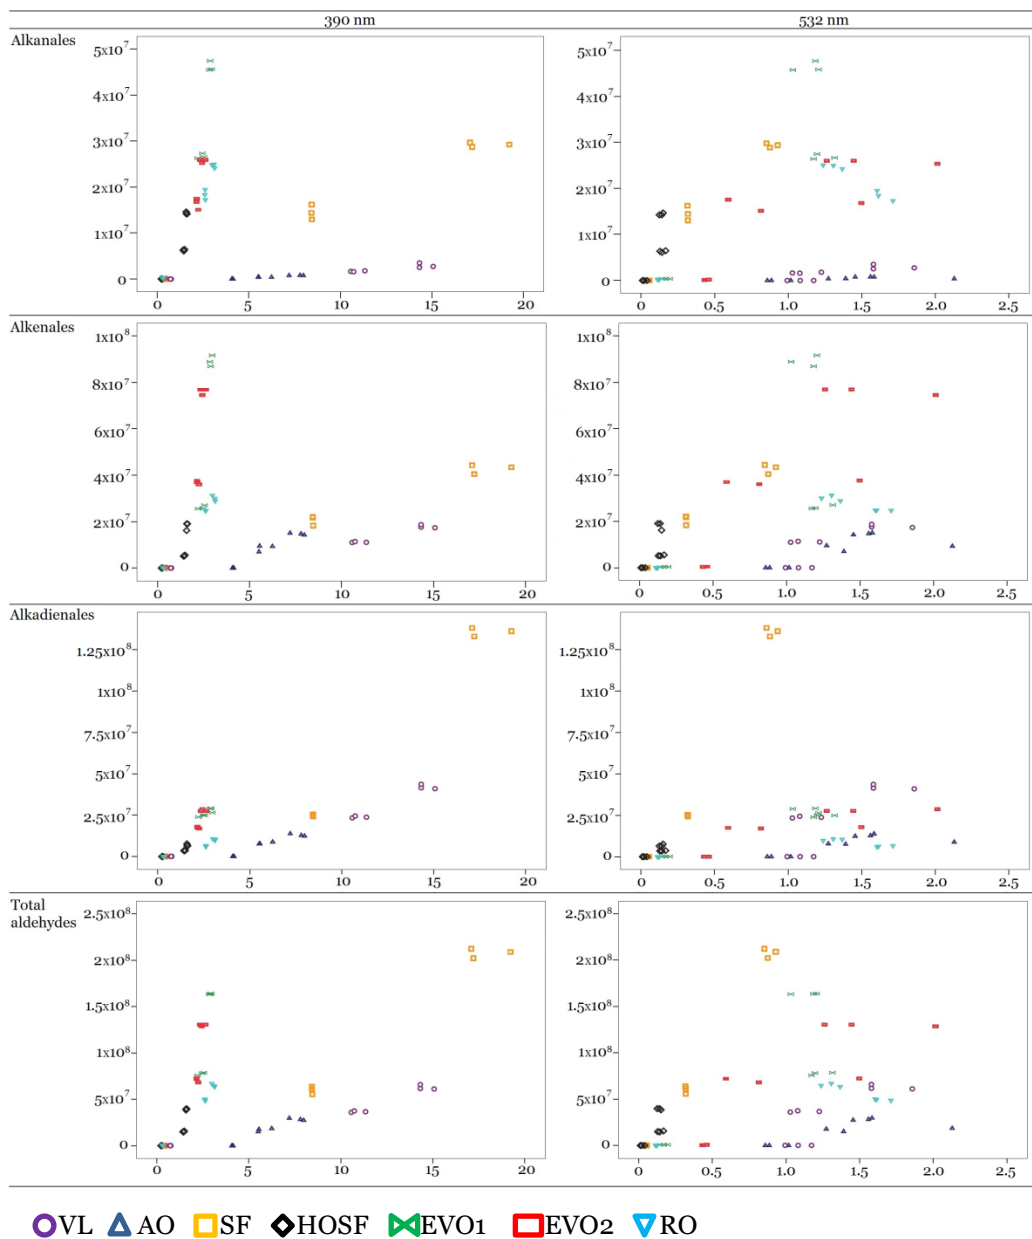 390 nm 532 nm
Alkanales
5x10⁷ 5x10⁷
4x10⁷ 4x10⁷
3x10⁷ 3x10⁷
2x10⁷ 2x10⁷
1x10⁷ 1x10⁷
0 0
0 5 10 15 20 0 0.5 1.0 1.5 2.0 2.5
Alkenales
1x10⁸ 1x10⁸
8x10⁷ 8x10⁷
6x10⁷ 6x10⁷
4x10⁷ 4x10⁷
2x10⁷ 2x10⁷
0 0
0 5 10 15 20 0 0.5 1.0 1.5 2.0 2.5
Alkadienales
1.25x10⁸ 1.25x10⁸
1x10⁸ 1x10⁸
7.5x10⁷ 7.5x10⁷
5x10⁷ 5x10⁷
2.5x10⁷ 2.5x10⁷
0 0
0 5 10 15 20 0 0.5 1.0 1.5 2.0 2.5
Total
aldehydes
2.5x10⁸ 2.5x10⁸
2x10⁸ 2x10⁸
1.5x10⁸ 1.5x10⁸
1x10⁸ 1x10⁸
5x10⁷ 5x10⁷
0 0
0 5 10 15 20 0 0.5 1.0 1.5 2.0 2.5
VL AO SF HOSF EVO1 EVO2 RO